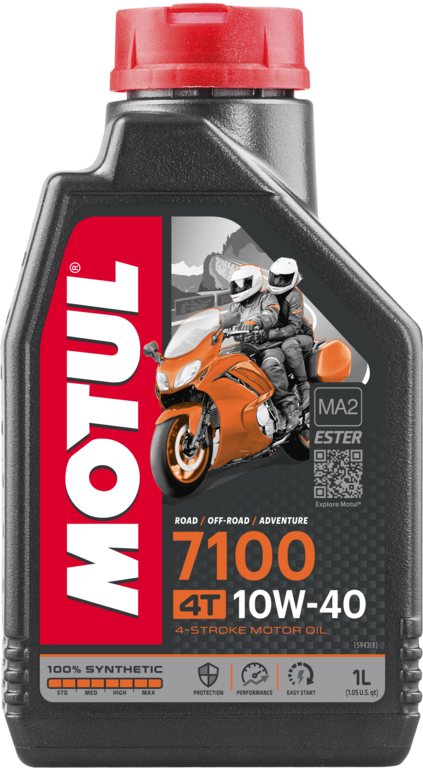 MOTUL®
MA2
ESTER
Explore Motul®
ROAD / OFF-ROAD / ADVENTURE
7100
4T 10W-40
4-STROKE MOTOR OIL
15943(R)
100% SYNTHETIC
STD MED HIGH MAX
PROTECTION PERFORMANCE EASY START
1L
(1.05 U.S. qt)